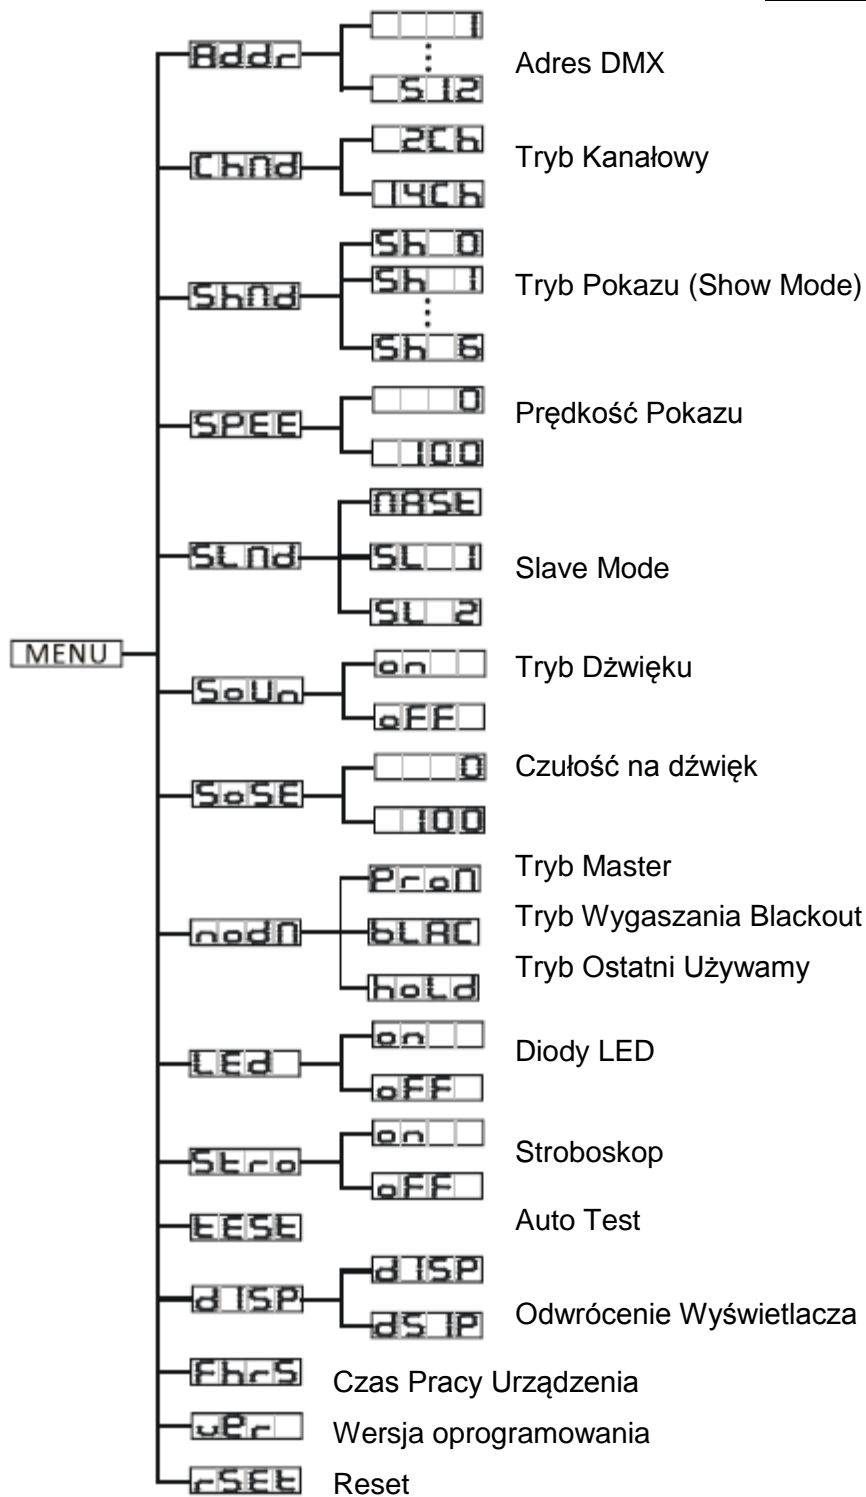 Addr
1
512
Adres DMX
ChMd
2Ch
14Ch
Tryb Kanałowy
ShMd
Sh 0
Sh 1
Sh 6
Tryb Pokazu (Show Mode)
SPEE
0
100
Prędkość Pokazu
SLMd
MASt
SL 1
SL 2
Slave Mode
MENU
SoUn
on
oFF
Tryb Dżwięku
SoSE
0
100
Czułość na dźwięk
nodM
ProM
Tryb Master
bLAC
Tryb Wygaszania Blackout
hoLd
Tryb Ostatni Używamy
LEd
on
oFF
Diody LED
Stro
on
oFF
Stroboskop
tESt
Auto Test
dISP
dISP
dSIP
Odwrócenie Wyświetlacza
FhrS
Czas Pracy Urządzenia
vEr
Wersja oprogramowania
rSEt
Reset